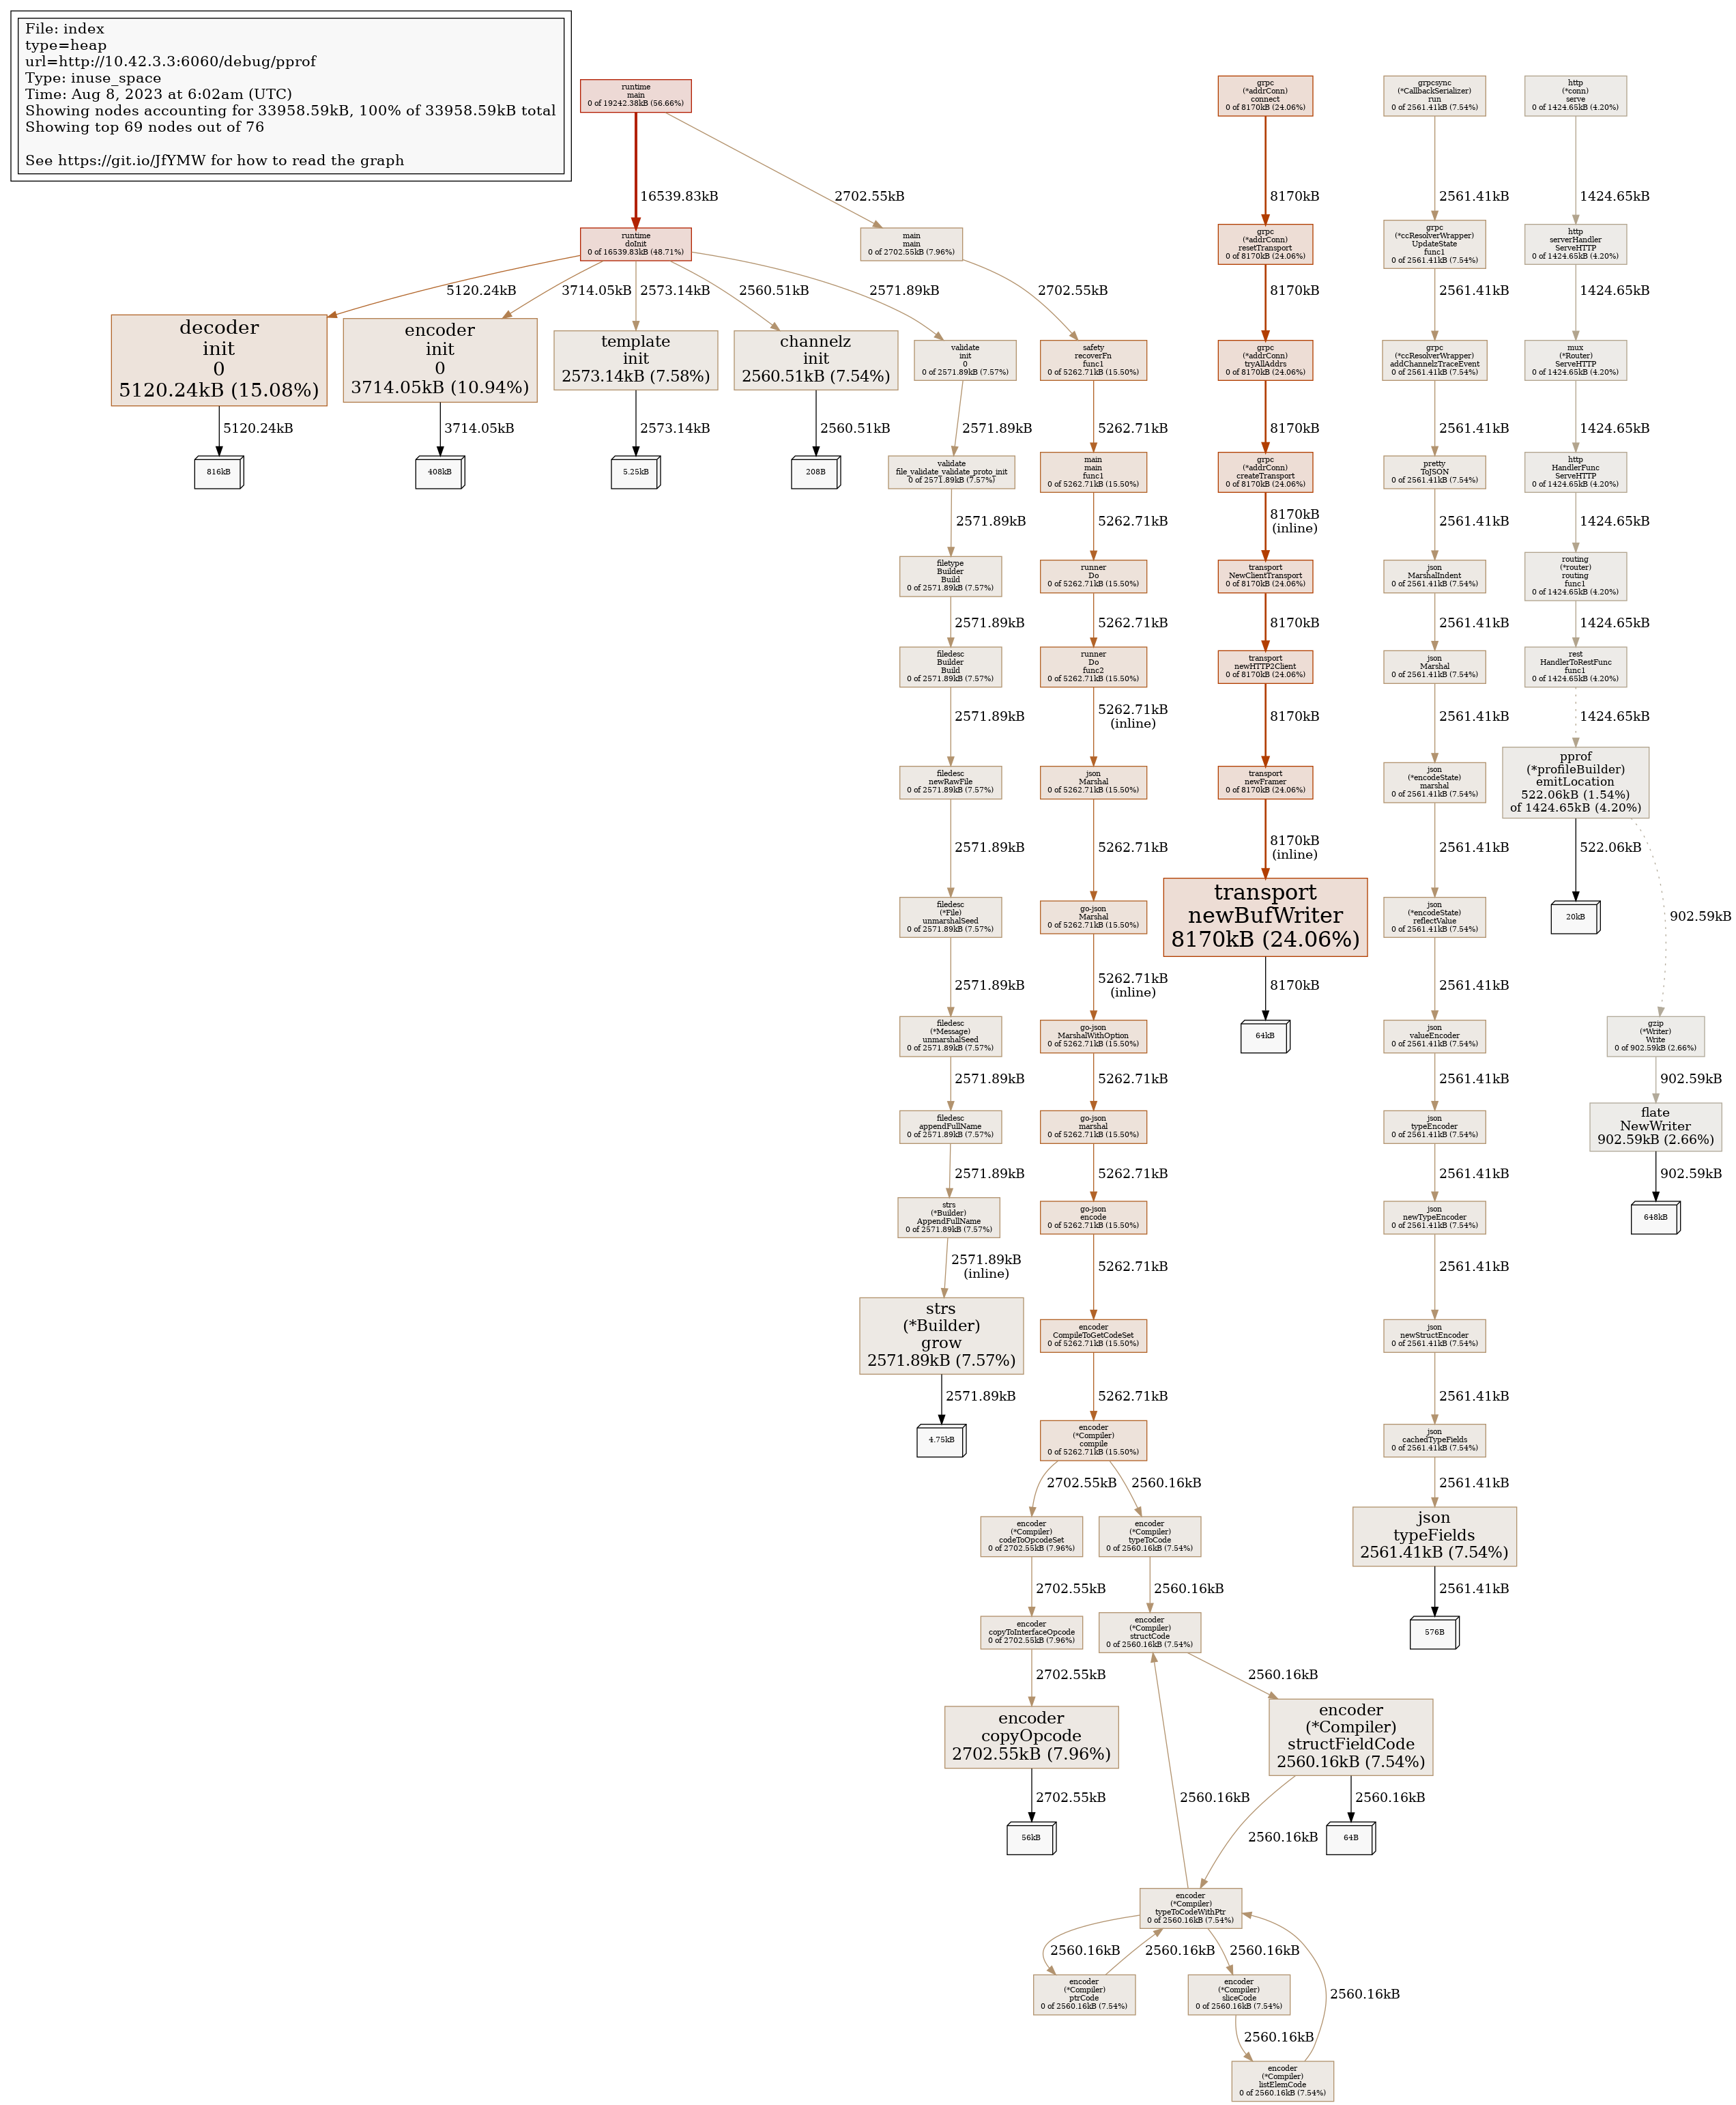 File: index
type=heap
url=http://10.42.3.3:6060/debug/pprof
Type: inuse_space
Time: Aug 8, 2023 at 6:02am (UTC)
Showing nodes accounting for 33958.59kB, 100% of 33958.59kB total
Showing top 69 nodes out of 76
See https://git.io/JfYMW for how to read the graph
runtime
main
0 of 19242.38kB (56.66%)
grpc
(*addrConn)
connect
0 of 8170kB (24.06%)
grpcsync
(*CallbackSerializer)
run
0 of 2561.41kB (7.54%)
http
(*conn)
serve
0 of 1424.65kB (4.20%)
16539.83kB
2702.55kB
8170kB
2561.41kB
1424.65kB
runtime
doInit
0 of 16539.83kB (48.71%)
main
main
0 of 2702.55kB (7.96%)
grpc
(*addrConn)
resetTransport
0 of 8170kB (24.06%)
grpc
(*ccResolverWrapper)
UpdateState
func1
0 of 2561.41kB (7.54%)
http
serverHandler
ServeHTTP
0 of 1424.65kB (4.20%)
5120.24kB
3714.05kB
2573.14kB
2560.51kB
2571.89kB
2702.55kB
8170kB
2561.41kB
1424.65kB
decoder
init
0
5120.24kB (15.08%)
encoder
init
0
3714.05kB (10.94%)
template
init
2573.14kB (7.58%)
channelz
init
2560.51kB (7.54%)
validate
init
0
0 of 2571.89kB (7.57%)
safety
recoverFn
func1
0 of 5262.71kB (15.50%)
grpc
(*addrConn)
tryAllAddrs
0 of 8170kB (24.06%)
grpc
(*ccResolverWrapper)
addChannelzTraceEvent
0 of 2561.41kB (7.54%)
mux
(*Router)
ServeHTTP
0 of 1424.65kB (4.20%)
5120.24kB
3714.05kB
2573.14kB
2560.51kB
2571.89kB
5262.71kB
8170kB
2561.41kB
1424.65kB
816kB
408kB
5.25kB
208B
validate
file_validate_validate_proto_init
0 of 2571.89kB (7.57%)
main
main
func1
0 of 5262.71kB (15.50%)
grpc
(*addrConn)
createTransport
0 of 8170kB (24.06%)
pretty
ToJSON
0 of 2561.41kB (7.54%)
http
HandlerFunc
ServeHTTP
0 of 1424.65kB (4.20%)
2571.89kB
5262.71kB
8170kB
(inline)
2561.41kB
1424.65kB
filetype
Builder
Build
0 of 2571.89kB (7.57%)
runner
Do
0 of 5262.71kB (15.50%)
transport
NewClientTransport
0 of 8170kB (24.06%)
json
MarshalIndent
0 of 2561.41kB (7.54%)
routing
(*router)
routing
func1
0 of 1424.65kB (4.20%)
2571.89kB
5262.71kB
8170kB
2561.41kB
1424.65kB
filedesc
Builder
Build
0 of 2571.89kB (7.57%)
runner
Do
func2
0 of 5262.71kB (15.50%)
transport
newHTTP2Client
0 of 8170kB (24.06%)
json
Marshal
0 of 2561.41kB (7.54%)
rest
HandlerToRestFunc
func1
0 of 1424.65kB (4.20%)
2571.89kB
5262.71kB
(inline)
8170kB
2561.41kB
1424.65kB
filedesc
newRawFile
0 of 2571.89kB (7.57%)
json
Marshal
0 of 5262.71kB (15.50%)
transport
newFramer
0 of 8170kB (24.06%)
json
(*encodeState)
marshal
0 of 2561.41kB (7.54%)
pprof
(*profileBuilder)
emitLocation
522.06kB (1.54%)
of 1424.65kB (4.20%)
2571.89kB
5262.71kB
8170kB
(inline)
2561.41kB
522.06kB
902.59kB
filedesc
(*File)
unmarshalSeed
0 of 2571.89kB (7.57%)
go-json
Marshal
0 of 5262.71kB (15.50%)
transport
newBufWriter
8170kB (24.06%)
json
(*encodeState)
reflectValue
0 of 2561.41kB (7.54%)
20kB
2571.89kB
5262.71kB
(inline)
8170kB
2561.41kB
filedesc
(*Message)
unmarshalSeed
0 of 2571.89kB (7.57%)
go-json
MarshalWithOption
0 of 5262.71kB (15.50%)
64kB
json
valueEncoder
0 of 2561.41kB (7.54%)
gzip
(*Writer)
Write
0 of 902.59kB (2.66%)
2571.89kB
5262.71kB
2561.41kB
902.59kB
filedesc
appendFullName
0 of 2571.89kB (7.57%)
go-json
marshal
0 of 5262.71kB (15.50%)
json
typeEncoder
0 of 2561.41kB (7.54%)
flate
NewWriter
902.59kB (2.66%)
2571.89kB
5262.71kB
2561.41kB
902.59kB
strs
(*Builder)
AppendFullName
0 of 2571.89kB (7.57%)
go-json
encode
0 of 5262.71kB (15.50%)
json
newTypeEncoder
0 of 2561.41kB (7.54%)
648kB
2571.89kB
(inline)
5262.71kB
2561.41kB
strs
(*Builder)
grow
2571.89kB (7.57%)
encoder
CompileToGetCodeSet
0 of 5262.71kB (15.50%)
json
newStructEncoder
0 of 2561.41kB (7.54%)
2571.89kB
5262.71kB
2561.41kB
4.75kB
encoder
(*Compiler)
compile
0 of 5262.71kB (15.50%)
json
cachedTypeFields
0 of 2561.41kB (7.54%)
2702.55kB
2560.16kB
2561.41kB
encoder
(*Compiler)
codeToOpcodeSet
0 of 2702.55kB (7.96%)
encoder
(*Compiler)
typeToCode
0 of 2560.16kB (7.54%)
json
typeFields
2561.41kB (7.54%)
2702.55kB
2560.16kB
2561.41kB
encoder
copyToInterfaceOpcode
0 of 2702.55kB (7.96%)
encoder
(*Compiler)
structCode
0 of 2560.16kB (7.54%)
576B
2702.55kB
2560.16kB
encoder
copyOpcode
2702.55kB (7.96%)
encoder
(*Compiler)
structFieldCode
2560.16kB (7.54%)
2702.55kB
2560.16kB
2560.16kB
2560.16kB
56kB
64B
encoder
(*Compiler)
typeToCodeWithPtr
0 of 2560.16kB (7.54%)
2560.16kB
2560.16kB
2560.16kB
2560.16kB
encoder
(*Compiler)
ptrCode
0 of 2560.16kB (7.54%)
encoder
(*Compiler)
sliceCode
0 of 2560.16kB (7.54%)
2560.16kB
encoder
(*Compiler)
listElemCode
0 of 2560.16kB (7.54%)